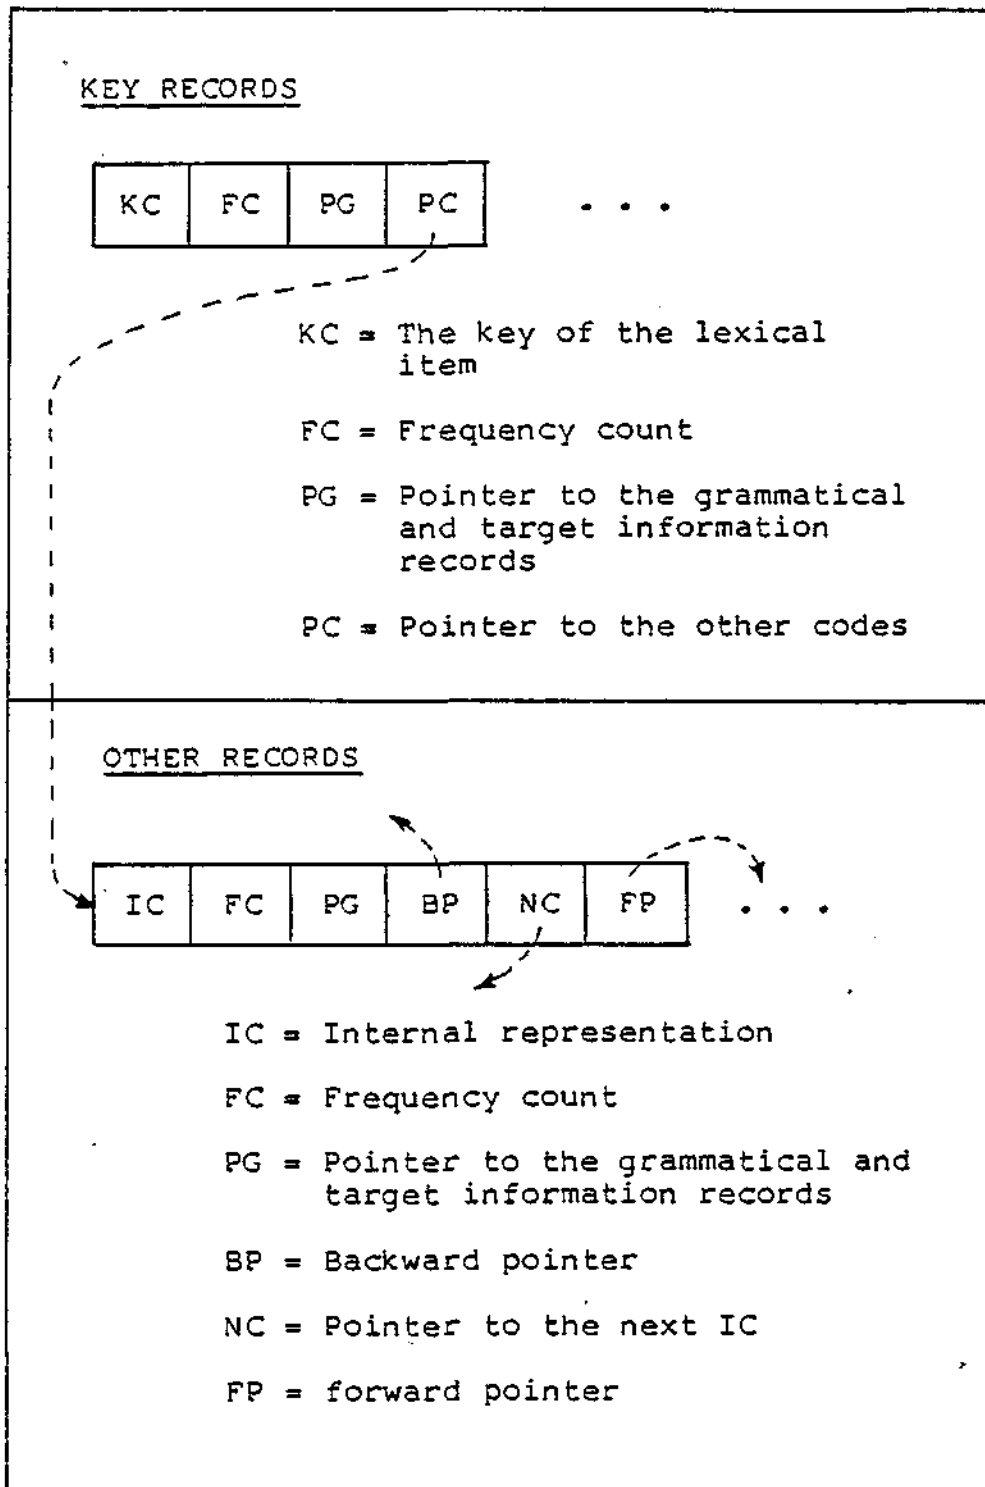 KEY RECORDS
KC FC PG PC . . .
KC = The key of the lexical
item
FC = Frequency count
PG = Pointer to the grammatical
and target information
records
PC = Pointer to the other codes
OTHER RECORDS
IC FC PG BP NC FP . . .
IC = Internal representation
FC = Frequency count
PG = Pointer to the grammatical and
target information records
BP = Backward pointer
NC = Pointer to the next IC
FP = forward pointer